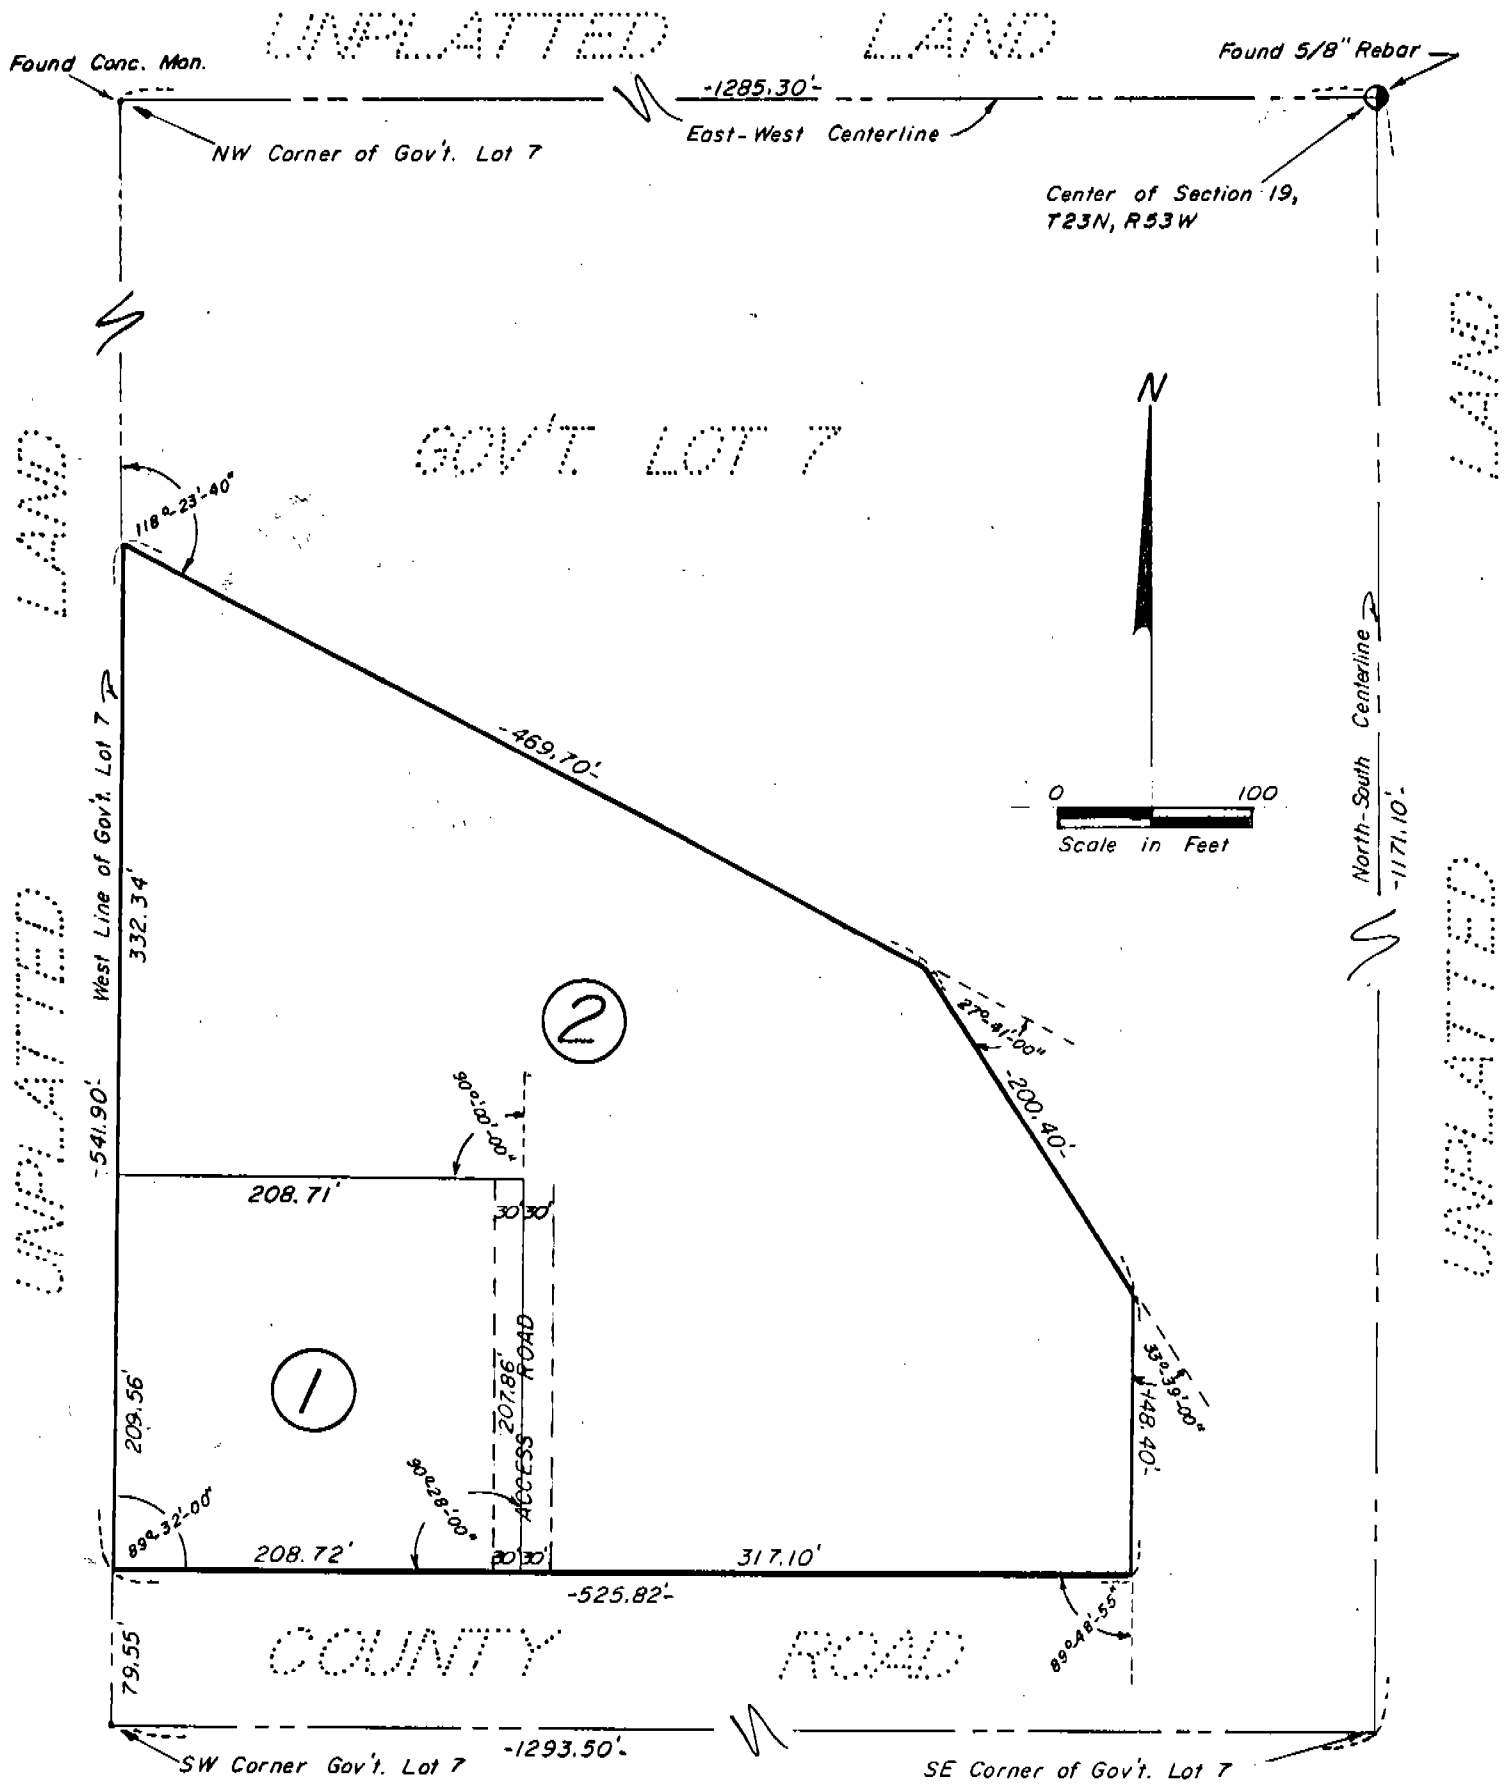 UNPLATTED LAND
Found Conc. Mon.
Found 5/8" Rebar
-1285.30'-
East-West Centerline
NW Corner of Gov't. Lot 7
Center of Section 19,
T23N, R53W
N
GOV'T. LOT 7
UNPLATTED LAND
UNPLATTED LAND
118°-23'-40"
-469.70'-
0 100
Scale in Feet
West Line of Gov't. Lot 7
332.34'
-541.90'-
North-South Centerline
-1171.10'-
2
27°-41'-00"
-200.40'-
90°-00'-00"
208.71'
30' 30'
33°-39'-00"
-148.40'-
1
209.56'
207.86'
ACCESS ROAD
90°-28'-00"
89°-32'-00"
208.72'
30' 30'
317.10'
-525.82'-
89°-48'-55"
COUNTY ROAD
79.55'
-1293.50'-
SW Corner Gov't. Lot 7
SE Corner of Gov't. Lot 7